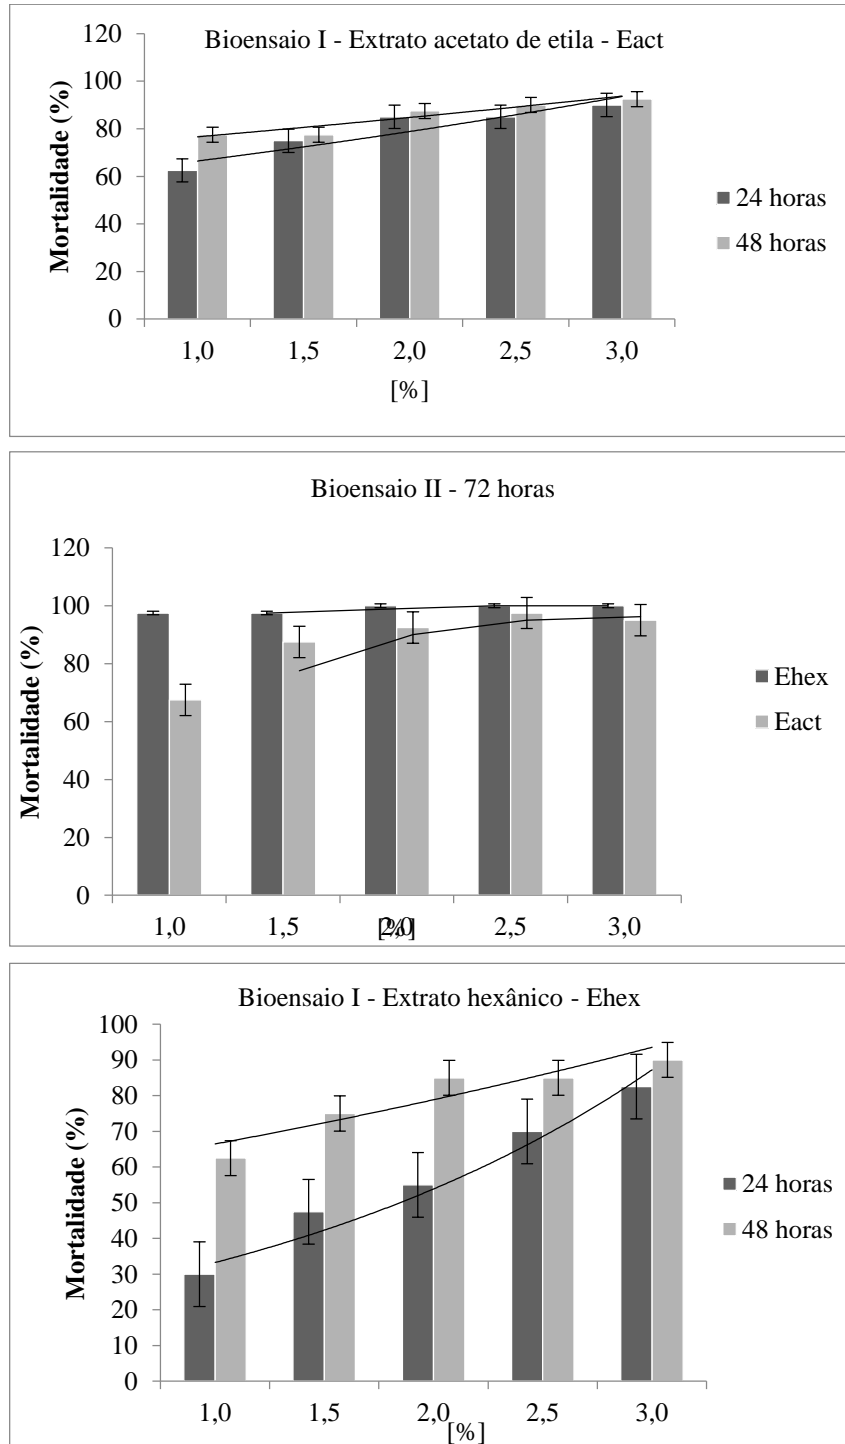 Bioensaio I - Extrato acetato de etila - Eact
Mortalidade (%)
120
100
80
60
40
20
0
1,0 1,5 2,0 2,5 3,0
[%]
24 horas
48 horas
Bioensaio II - 72 horas
Mortalidade (%)
120
100
80
60
40
20
0
1,0 1,5 2,0 2,5 3,0
[%]
Ehex
Eact
Bioensaio I - Extrato hexânico - Ehex
Mortalidade (%)
100
90
80
70
60
50
40
30
20
10
0
1,0 1,5 2,0 2,5 3,0
[%]
24 horas
48 horas